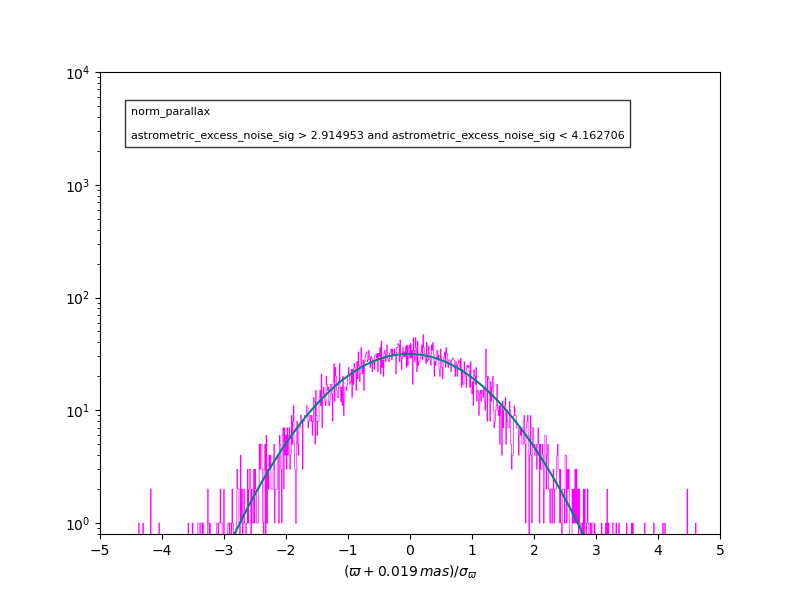 norm_parallax
astrometric_excess_noise_sig > 2.914953 and astrometric_excess_noise_sig < 4.162706
10⁴
10³
10²
10¹
10⁰
−5 −4 −3 −2 −1 0 1 2 3 4 5
(ϖ + 0.019 mas)/σ_ϖ